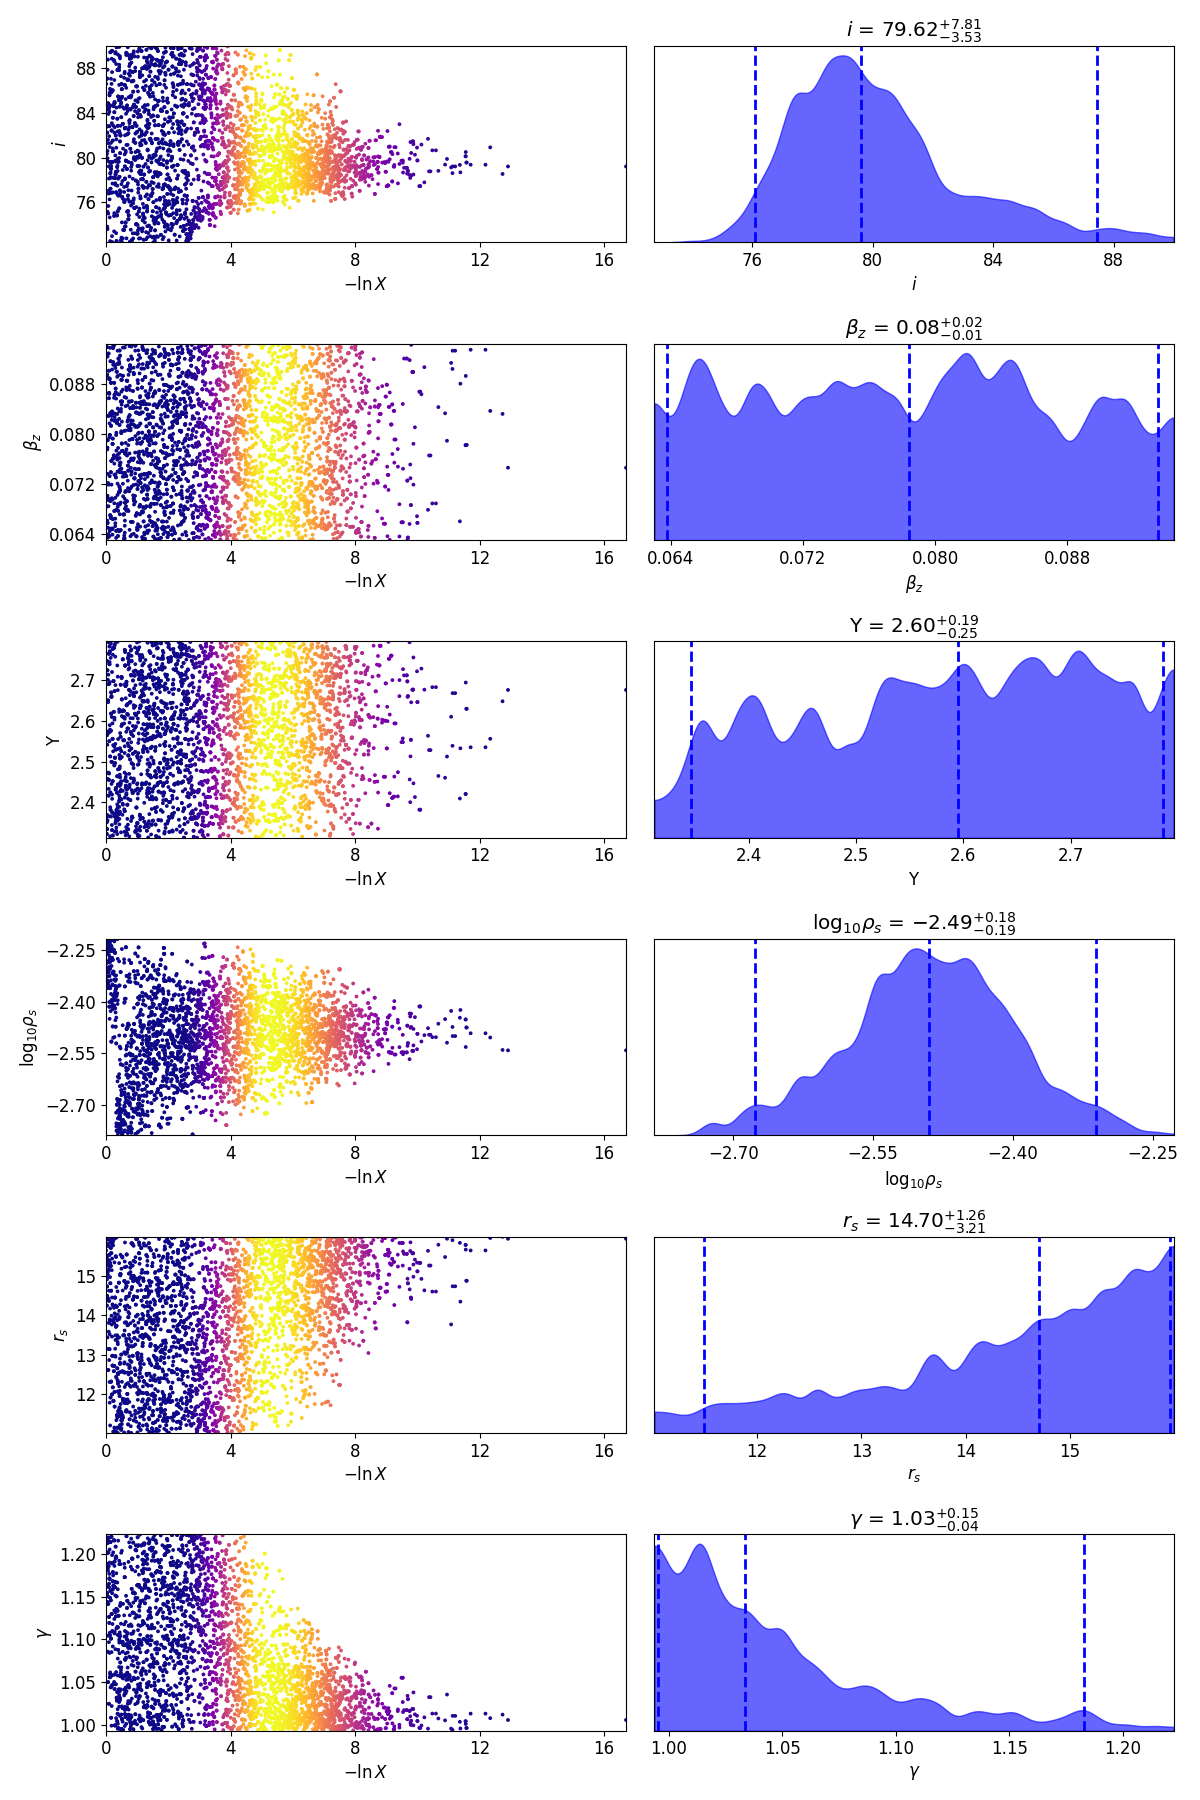 i = 79.62 +7.81 −3.53
88
84
80
76
i
0 4 8 12 16
−ln X
76 80 84 88
i
β_z = 0.08 +0.02 −0.01
0.088
0.080
0.072
0.064
β_z
0 4 8 12 16
−ln X
0.064 0.072 0.080 0.088
β_z
Y = 2.60 +0.19 −0.25
2.7
2.6
2.5
2.4
Y
0 4 8 12 16
−ln X
2.4 2.5 2.6 2.7
Y
log₁₀ρ_s = −2.49 +0.18 −0.19
−2.25
−2.40
−2.55
−2.70
log₁₀ρ_s
0 4 8 12 16
−ln X
−2.70 −2.55 −2.40 −2.25
log₁₀ρ_s
r_s = 14.70 +1.26 −3.21
15
14
13
12
r_s
0 4 8 12 16
−ln X
12 13 14 15
r_s
γ = 1.03 +0.15 −0.04
1.20
1.15
1.10
1.05
1.00
γ
0 4 8 12 16
−ln X
1.00 1.05 1.10 1.15 1.20
γ